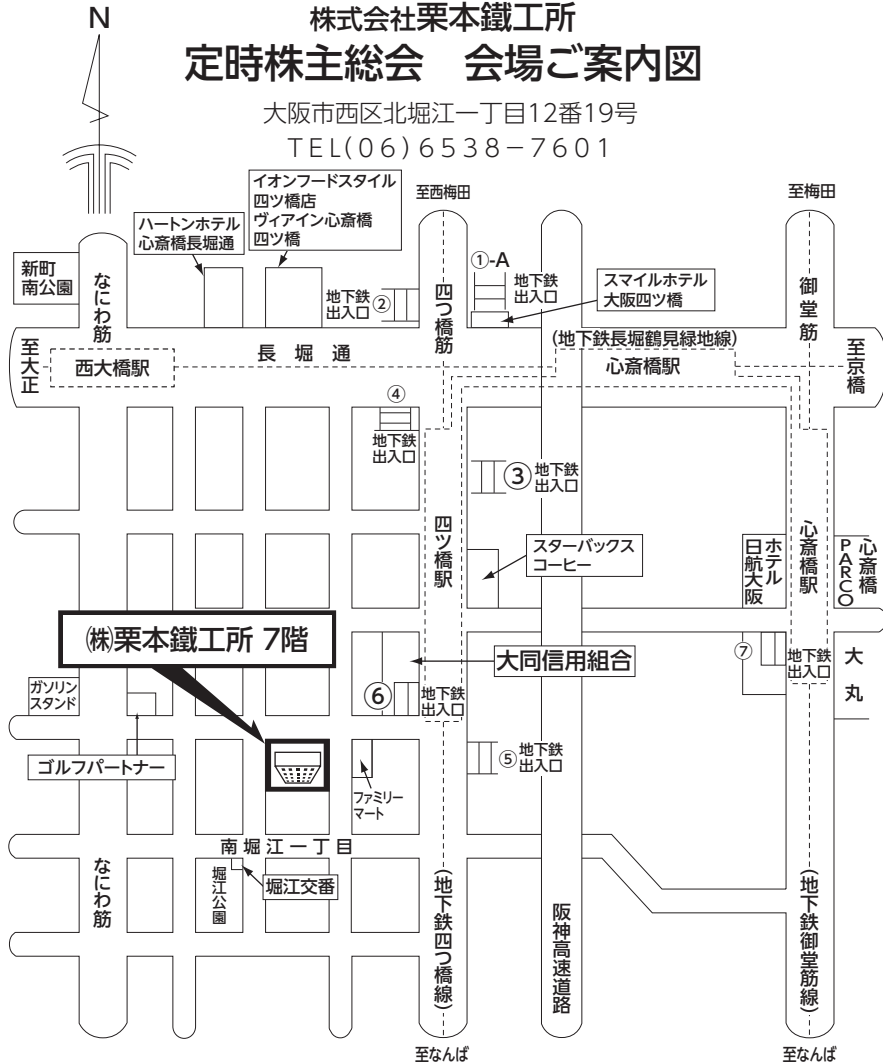 株式会社栗本鐵工所
定時株主総会　会場ご案内図
大阪市西区北堀江一丁目12番19号
TEL(06)6538−7601
N
至西梅田
至梅田
イオンフードスタイル
四ツ橋店
ヴィアイン心斎橋
四ツ橋
ハートンホテル
心斎橋長堀通
新町
南公園
なにわ筋
地下鉄
出入口
②
四つ橋筋
①-A
地下鉄
出入口
スマイルホテル
大阪四ツ橋
御堂筋
至大正
西大橋駅
長堀通
(地下鉄長堀鶴見緑地線)
心斎橋駅
至京橋
④
地下鉄
出入口
③
地下鉄
出入口
四ツ橋駅
スターバックス
コーヒー
ホテル
日航大阪
心斎橋駅
心斎橋
PARCO
㈱栗本鐵工所 7階
大同信用組合
⑦
地下鉄
出入口
大丸
ガソリン
スタンド
⑥
地下鉄
出入口
ゴルフパートナー
⑤
地下鉄
出入口
ファミリー
マート
南堀江一丁目
なにわ筋
堀江公園
堀江交番
(地下鉄四つ橋線)
阪神高速道路
(地下鉄御堂筋線)
至なんば
至なんば